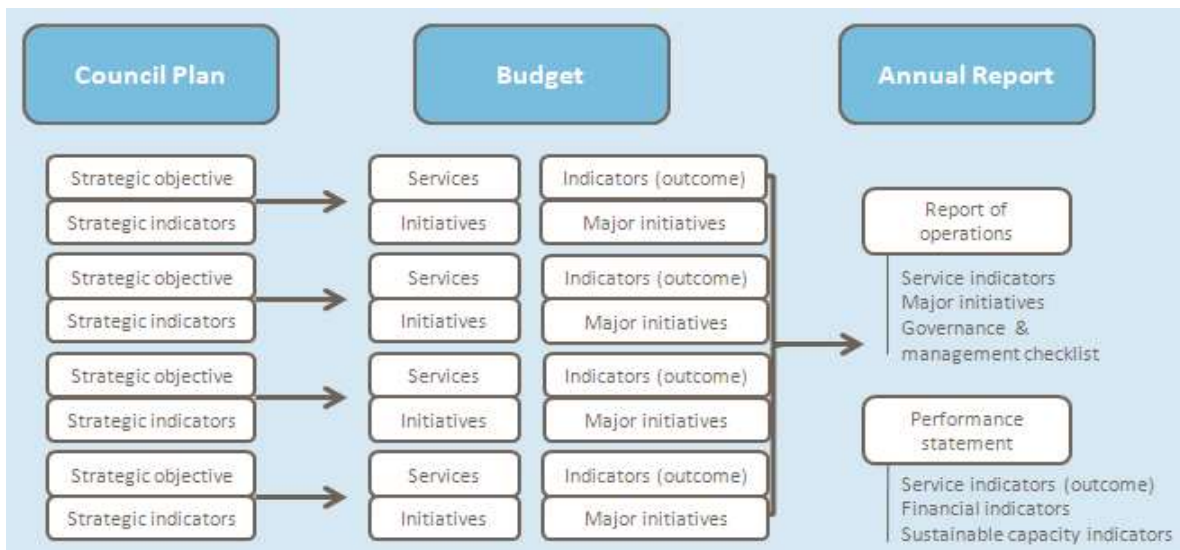 Council Plan
Budget
Annual Report
Strategic objective
Strategic indicators
Strategic objective
Strategic indicators
Strategic objective
Strategic indicators
Strategic objective
Strategic indicators
Services
Initiatives
Services
Initiatives
Services
Initiatives
Services
Initiatives
Indicators (outcome)
Major initiatives
Indicators (outcome)
Major initiatives
Indicators (outcome)
Major initiatives
Indicators (outcome)
Major initiatives
Report of
operations
Service indicators
Major initiatives
Governance &
management checklist
Performance
statement
Service indicators (outcome)
Financial indicators
Sustainable capacity indicators